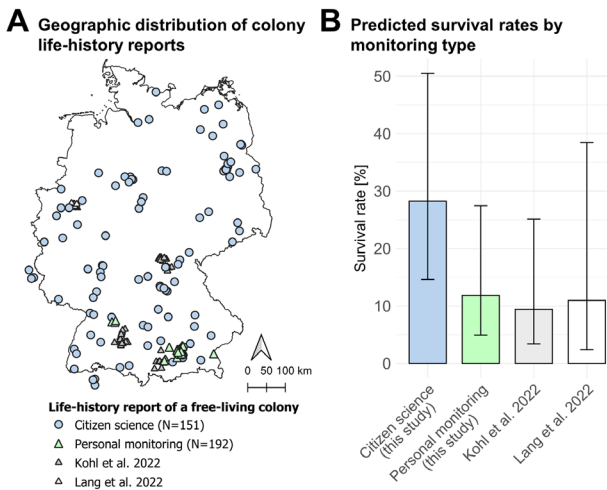 A Geographic distribution of colony
life-history reports
0 50 100 km
Life-history report of a free-living colony
Citizen science (N=151)
Personal monitoring (N=192)
Kohl et al. 2022
Lang et al. 2022
B Predicted survival rates by
monitoring type
Survival rate [%]
50
40
30
20
10
0
Citizen science
(this study)
Personal monitoring
(this study)
Kohl et al. 2022
Lang et al. 2022